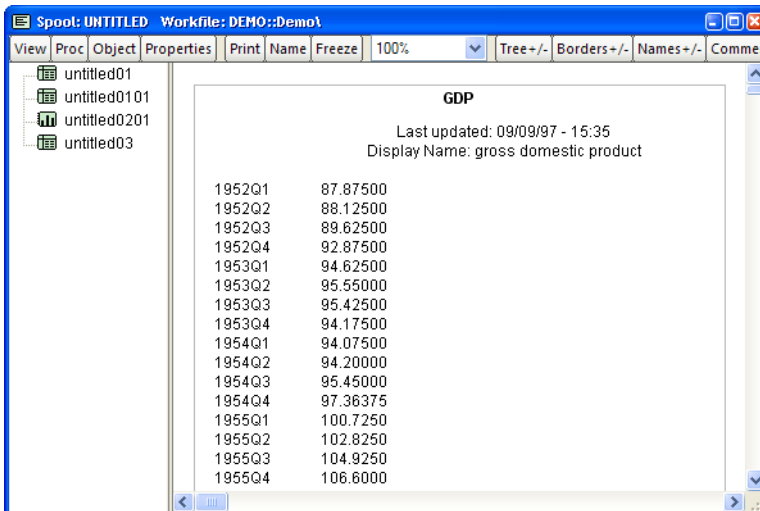 Spool: UNTITLED   Workfile: DEMO::Demo\
View Proc Object Properties Print Name Freeze 100% Tree+/- Borders+/- Names+/- Comme
untitled01
untitled0101
untitled0201
untitled03
GDP
Last updated: 09/09/97 - 15:35
Display Name: gross domestic product
1952Q1 87.87500
1952Q2 88.12500
1952Q3 89.62500
1952Q4 92.87500
1953Q1 94.62500
1953Q2 95.55000
1953Q3 95.42500
1953Q4 94.17500
1954Q1 94.07500
1954Q2 94.20000
1954Q3 95.45000
1954Q4 97.36375
1955Q1 100.7250
1955Q2 102.8250
1955Q3 104.9250
1955Q4 106.6000